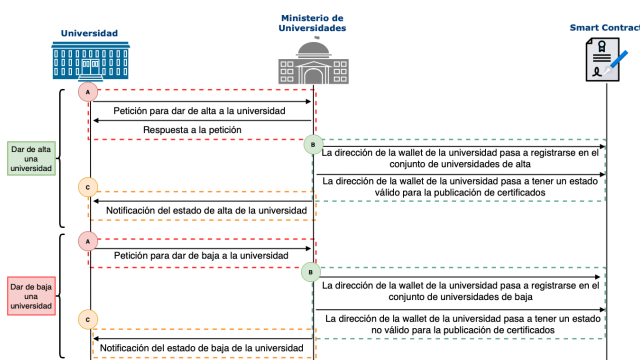 Universidad
Ministerio de
Universidades
Smart Contract
A
Petición para dar de alta a la universidad
Respuesta a la petición
B
La dirección de la wallet de la universidad pasa a registrarse en el
conjunto de universidades de alta
Dar de alta
una
universidad
La dirección de la wallet de la universidad pasa a tener un estado
válido para la publicación de certificados
C
Notificación del estado de alta de la universidad
A
Petición para dar de baja a la universidad
B
La dirección de la wallet de la universidad pasa a registrarse en el
conjunto de universidades de baja
Dar de baja
una
universidad
La dirección de la wallet de la universidad pasa a tener un estado
no válido para la publicación de certificados
C
Notificación del estado de baja de la universidad